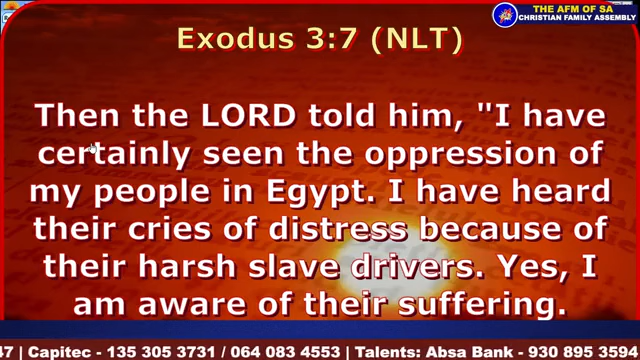 THE AFM OF SA
CHRISTIAN FAMILY ASSEMBLY
Exodus 3:7 (NLT)
Then the LORD told him, "I have
certainly seen the oppression of
my people in Egypt. I have heard
their cries of distress because of
their harsh slave drivers. Yes, I
am aware of their suffering.
47 | Capitec - 135 305 3731 / 064 083 4553 | Talents: Absa Bank - 930 895 3594